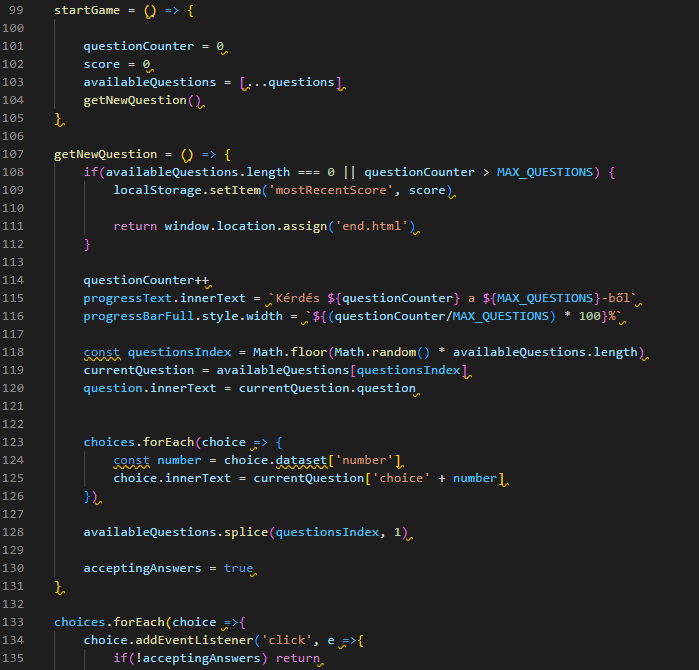 99 startGame = () => {
100
101 questionCounter = 0
102 score = 0
103 availableQuestions = [...questions]
104 getNewQuestion()
105 }
106
107 getNewQuestion = () => {
108 if(availableQuestions.length === 0 || questionCounter > MAX_QUESTIONS) {
109 localStorage.setItem('mostRecentScore', score)
110
111 return window.location.assign('end.html')
112 }
113
114 questionCounter++
115 progressText.innerText = `Kérdés ${questionCounter} a ${MAX_QUESTIONS}-ből`
116 progressBarFull.style.width = `${(questionCounter/MAX_QUESTIONS) * 100}%`
117
118 const questionsIndex = Math.floor(Math.random() * availableQuestions.length)
119 currentQuestion = availableQuestions[questionsIndex]
120 question.innerText = currentQuestion.question
121
122
123 choices.forEach(choice => {
124 const number = choice.dataset['number']
125 choice.innerText = currentQuestion['choice' + number]
126 })
127
128 availableQuestions.splice(questionsIndex, 1)
129
130 acceptingAnswers = true
131 }
132
133 choices.forEach(choice =>{
134 choice.addEventListener('click', e =>{
135 if(!acceptingAnswers) return